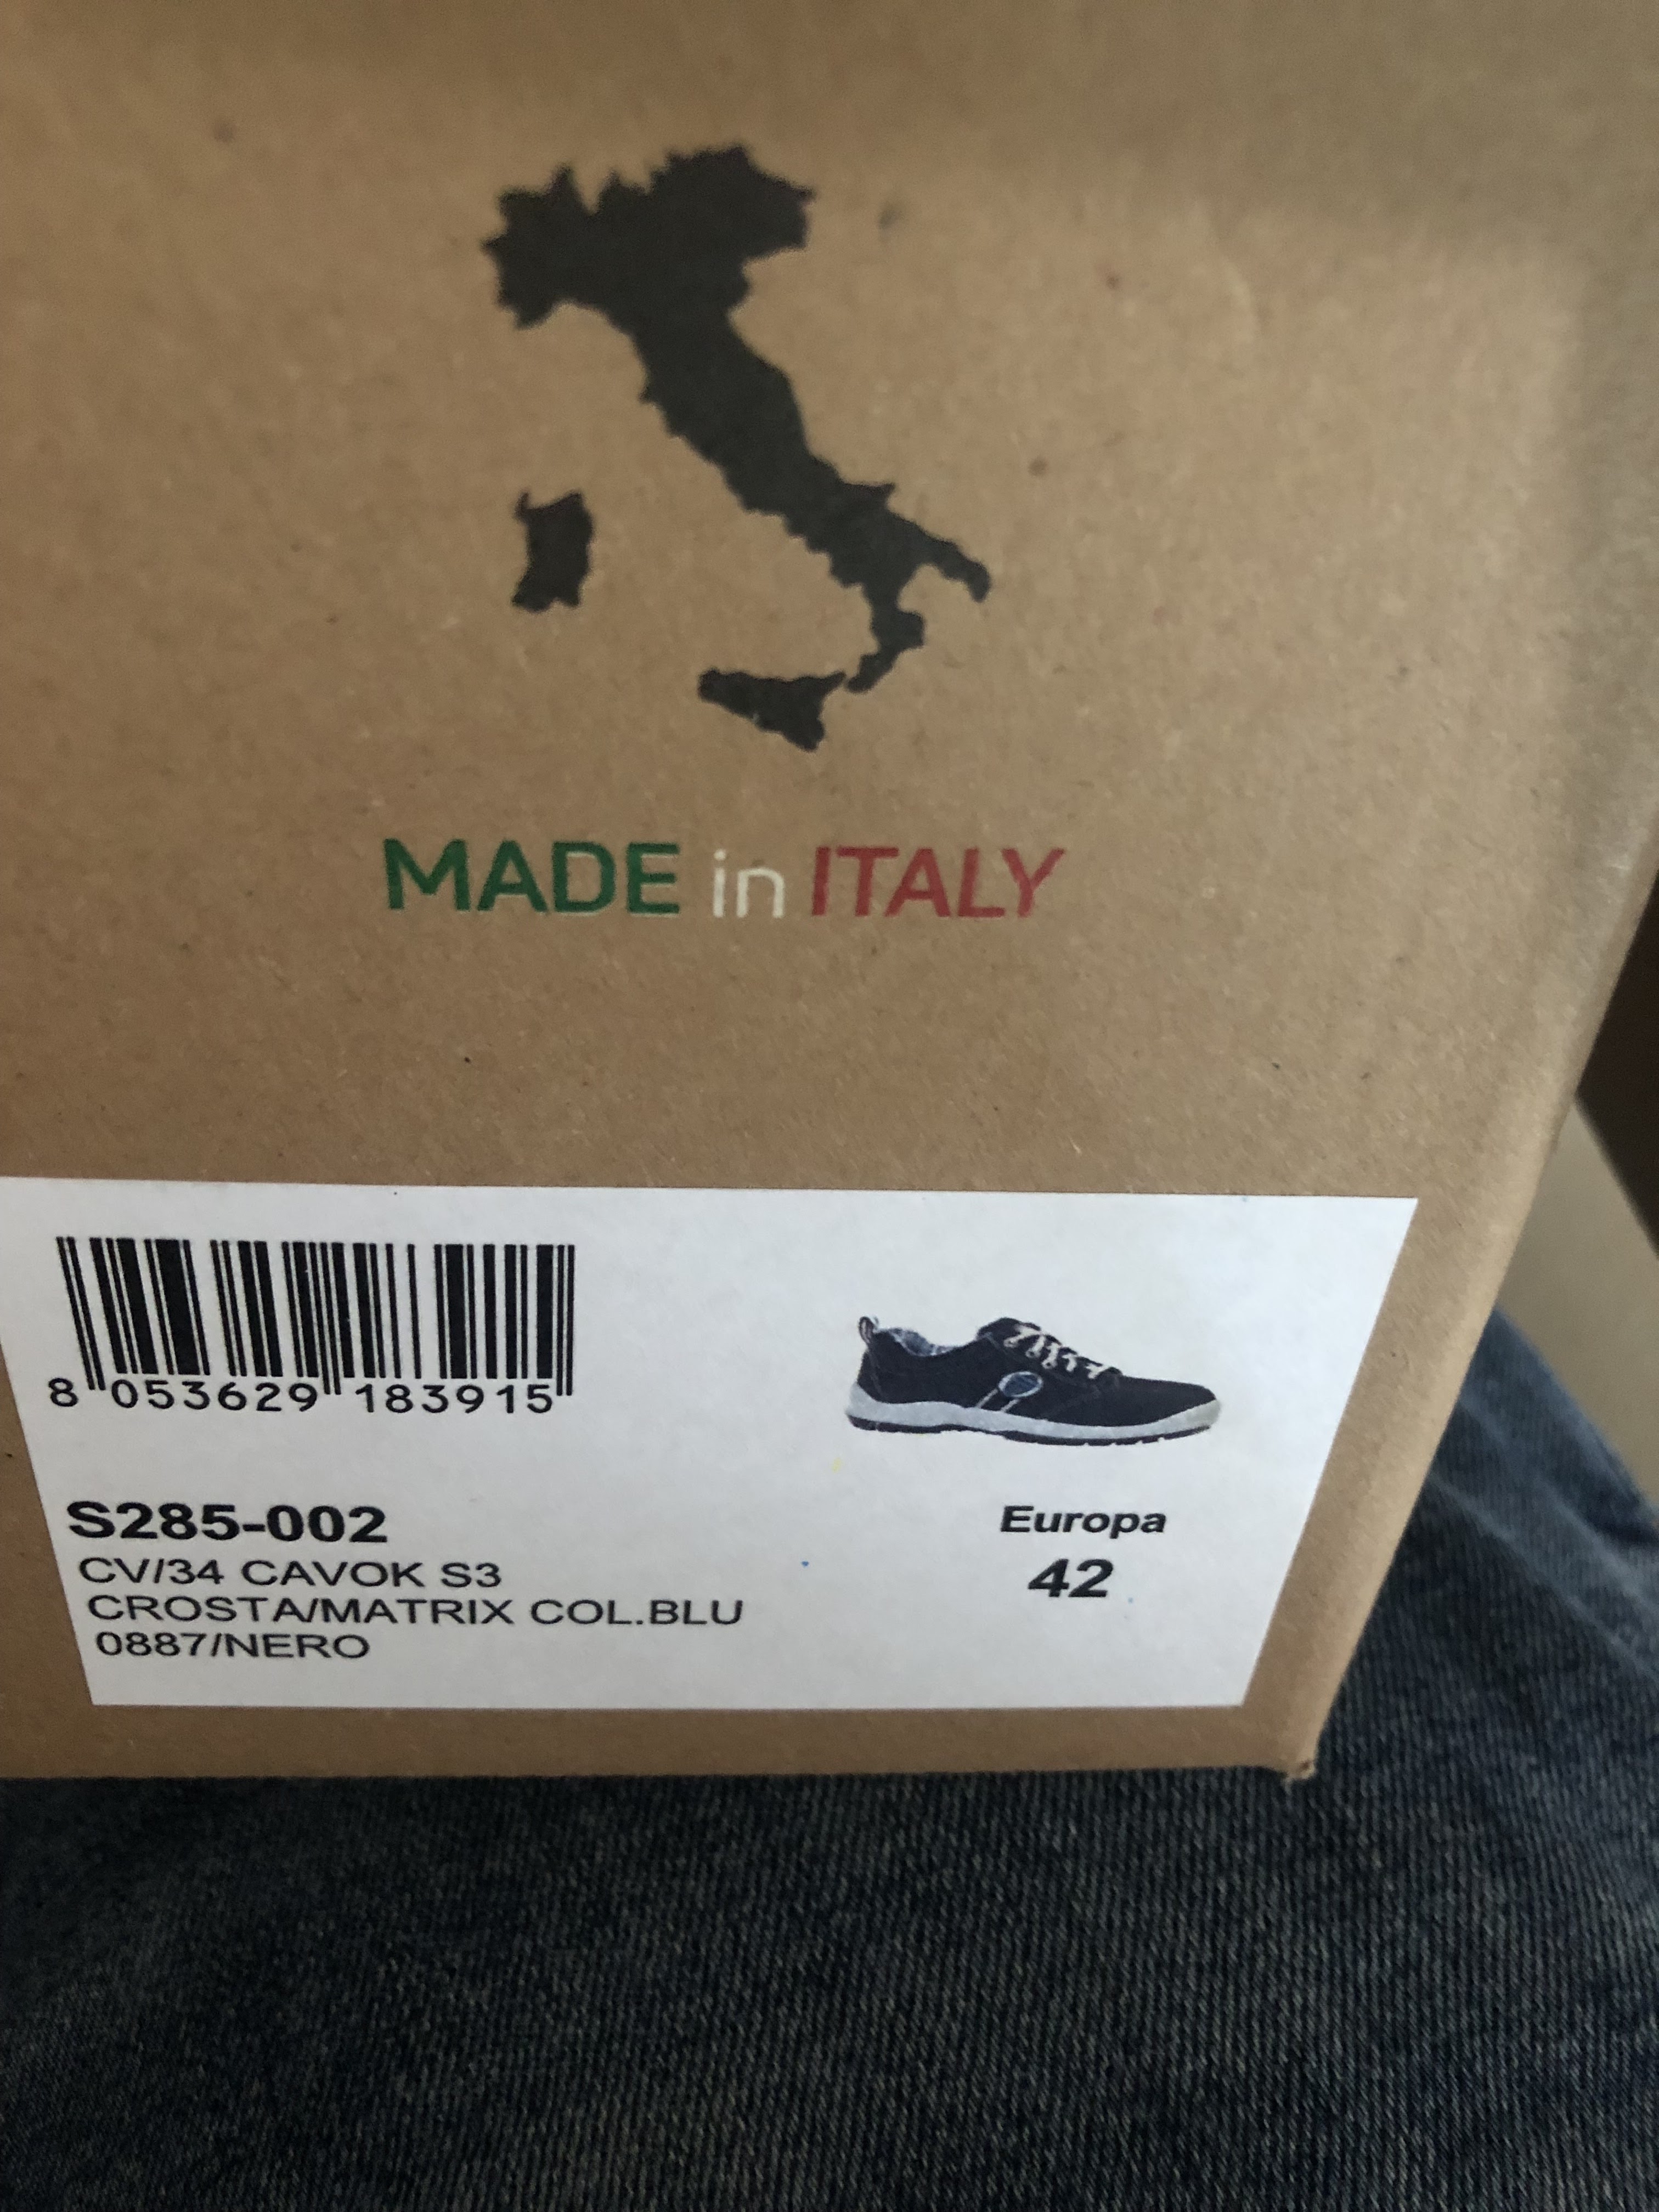 MADE in ITALY
8 053629 183915
S285-002
CV/34 CAVOK S3
CROSTA/MATRIX COL.BLU
0887/NERO
Europa
42